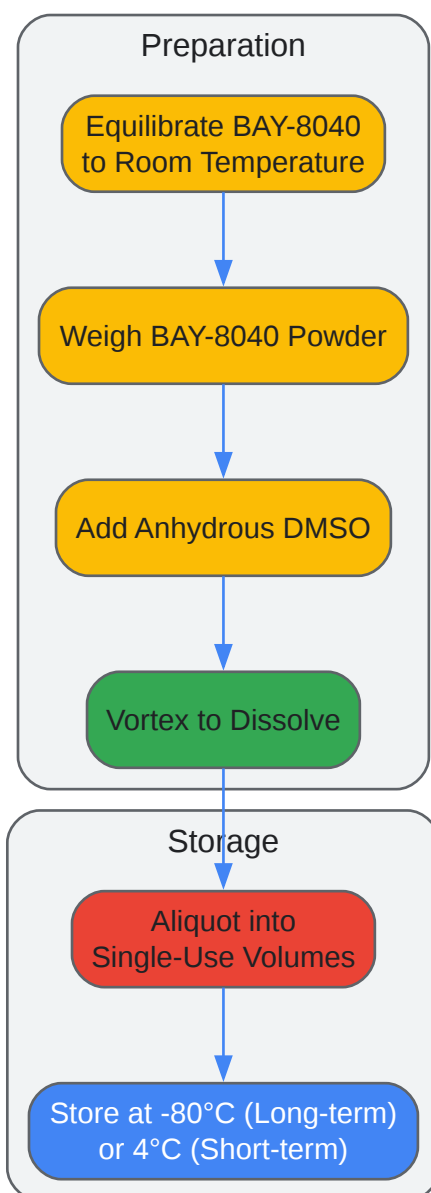 Preparation
Equilibrate BAY-8040
to Room Temperature
Weigh BAY-8040 Powder
Add Anhydrous DMSO
Vortex to Dissolve
Storage
Aliquot into
Single-Use Volumes
Store at -80°C (Long-term)
or 4°C (Short-term)